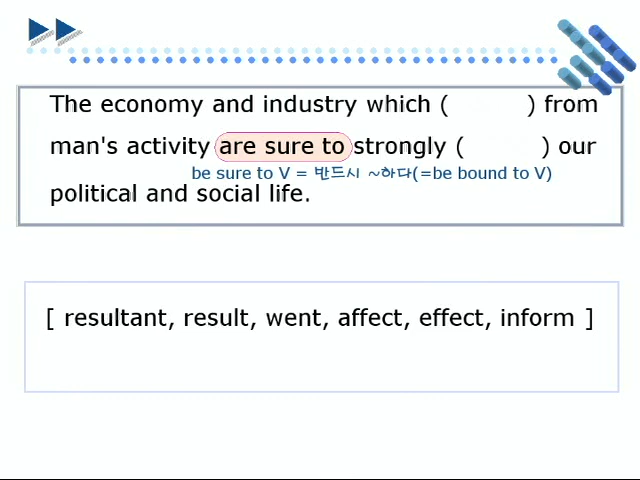 The economy and industry which (          ) from
man's activity are sure to strongly (          ) our
be sure to V = 반드시 ~하다(=be bound to V)
political and social life.
[ resultant, result, went, affect, effect, inform ]